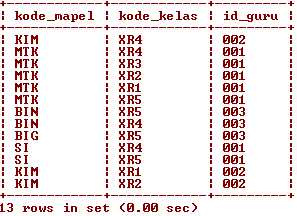 kode_mapel | kode_kelas | id_guru
KIM | XR4 | 002
MTK | XR4 | 001
MTK | XR3 | 001
MTK | XR2 | 001
MTK | XR1 | 001
MTK | XR5 | 001
BIN | XR5 | 003
BIN | XR4 | 003
BIG | XR5 | 003
SI | XR4 | 001
SI | XR5 | 001
KIM | XR1 | 002
KIM | XR2 | 002
13 rows in set (0.00 sec)